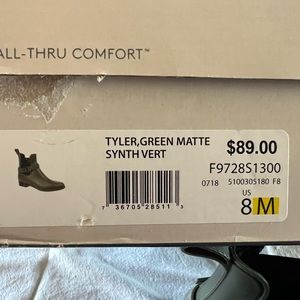 ALL-THRU COMFORT™
TYLER,GREEN MATTE
SYNTH VERT
$89.00
F9728S1300
0718 5100305180 F8
US
8 M
7 36705 28511 3